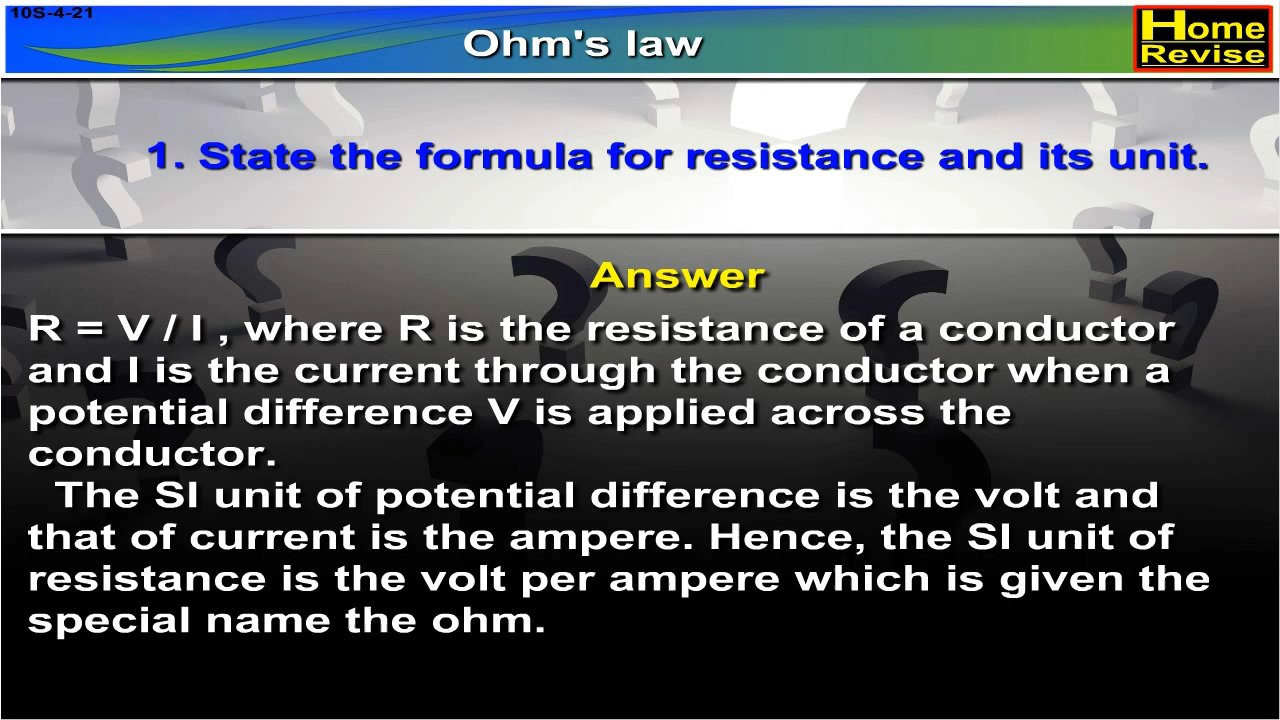 10S-4-21
Ohm's law
Home
Revise
1. State the formula for resistance and its unit.
Answer
R = V / I , where R is the resistance of a conductor
and I is the current through the conductor when a
potential difference V is applied across the
conductor.
The SI unit of potential difference is the volt and
that of current is the ampere. Hence, the SI unit of
resistance is the volt per ampere which is given the
special name the ohm.